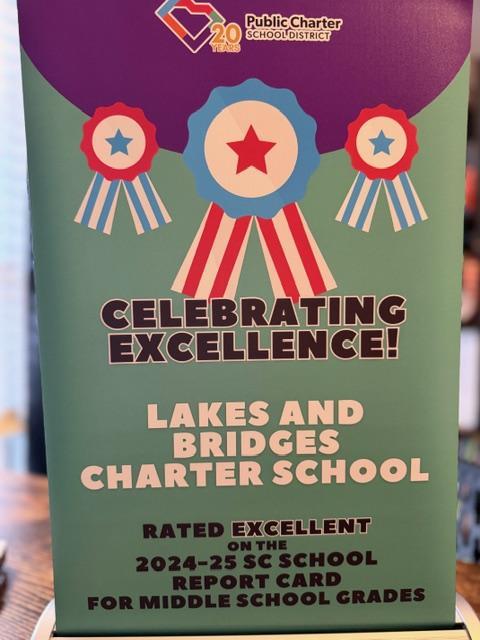 20
YEARS
Public Charter
SCHOOL DISTRICT
CELEBRATING
EXCELLENCE!
LAKES AND
BRIDGES
CHARTER SCHOOL
RATED EXCELLENT
ON THE
2024-25 SC SCHOOL
REPORT CARD
FOR MIDDLE SCHOOL GRADES